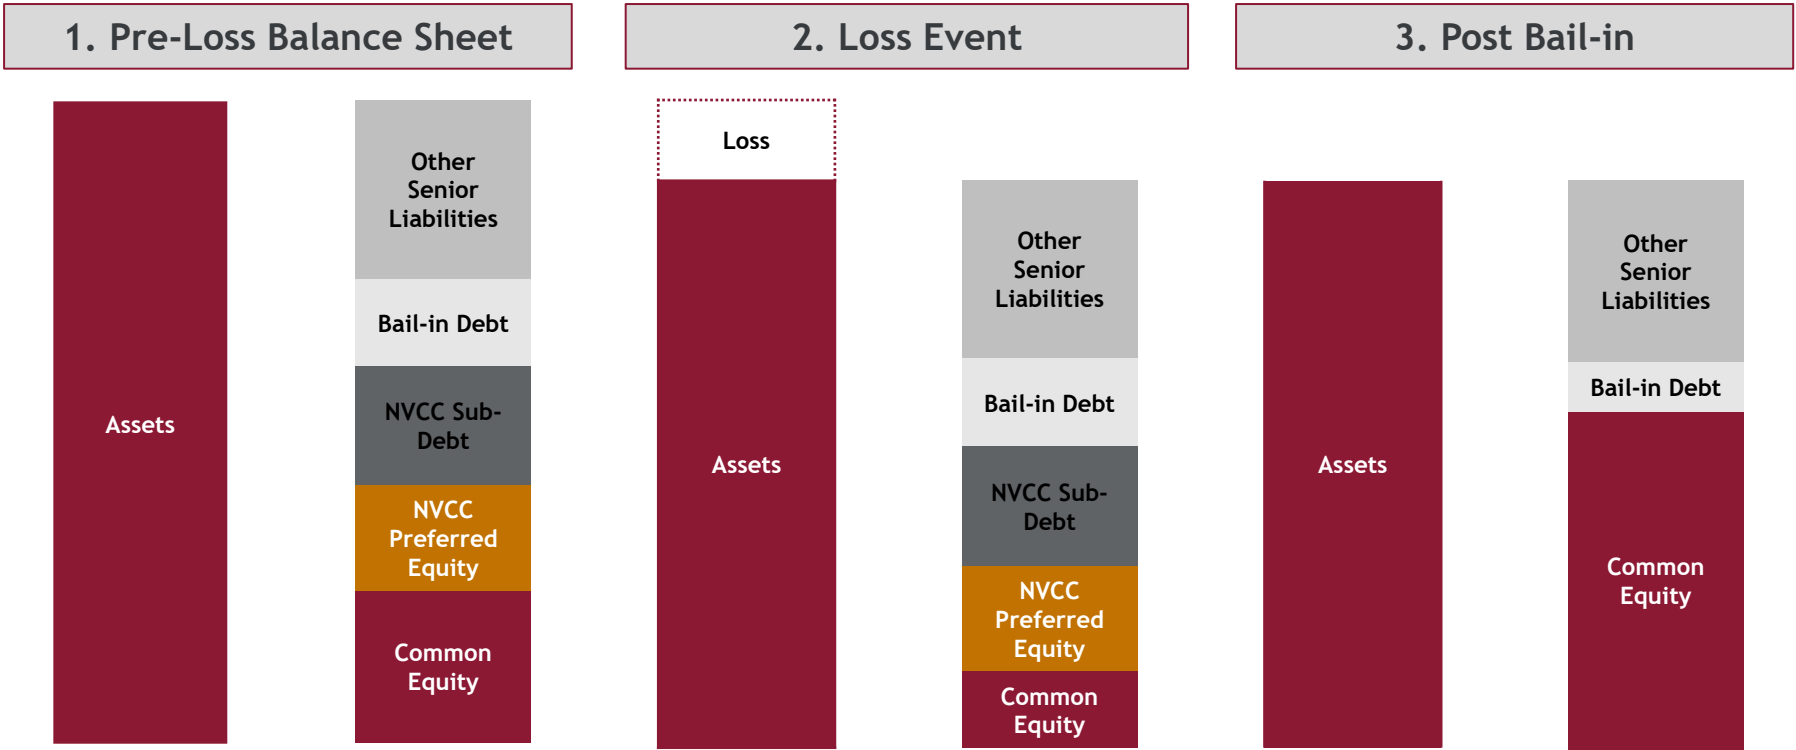 1. Pre-Loss Balance Sheet
Assets
Other
Senior
Liabilities
Bail-in Debt
NVCC Sub-
Debt
NVCC
Preferred
Equity
Common
Equity
2. Loss Event
Loss
Assets
Other
Senior
Liabilities
Bail-in Debt
NVCC Sub-
Debt
NVCC
Preferred
Equity
Common
Equity
3. Post Bail-in
Assets
Other
Senior
Liabilities
Bail-in Debt
Common
Equity